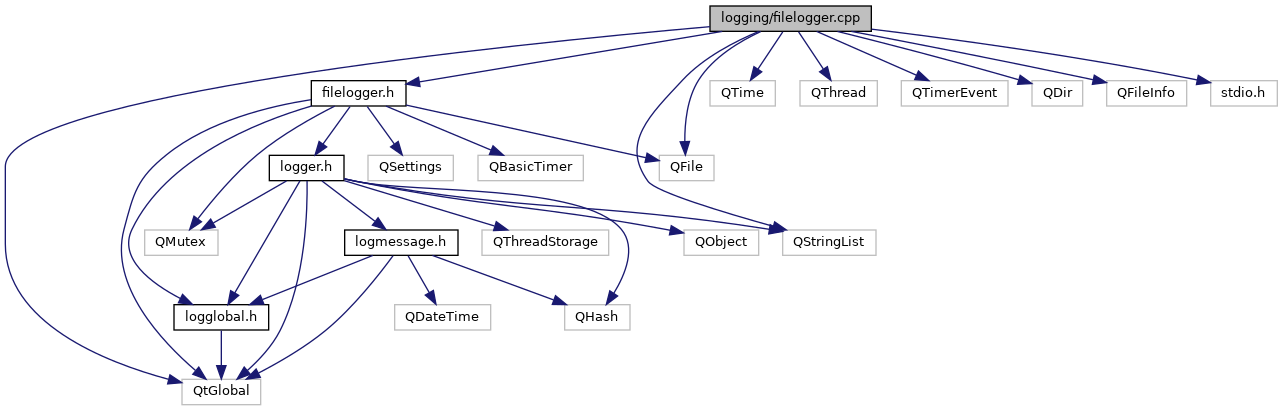 logging/filelogger.cpp
filelogger.h
QTime
QThread
QTimerEvent
QDir
QFileInfo
stdio.h
logger.h
QSettings
QBasicTimer
QFile
QMutex
logmessage.h
QThreadStorage
QObject
QStringList
logglobal.h
QDateTime
QHash
QtGlobal